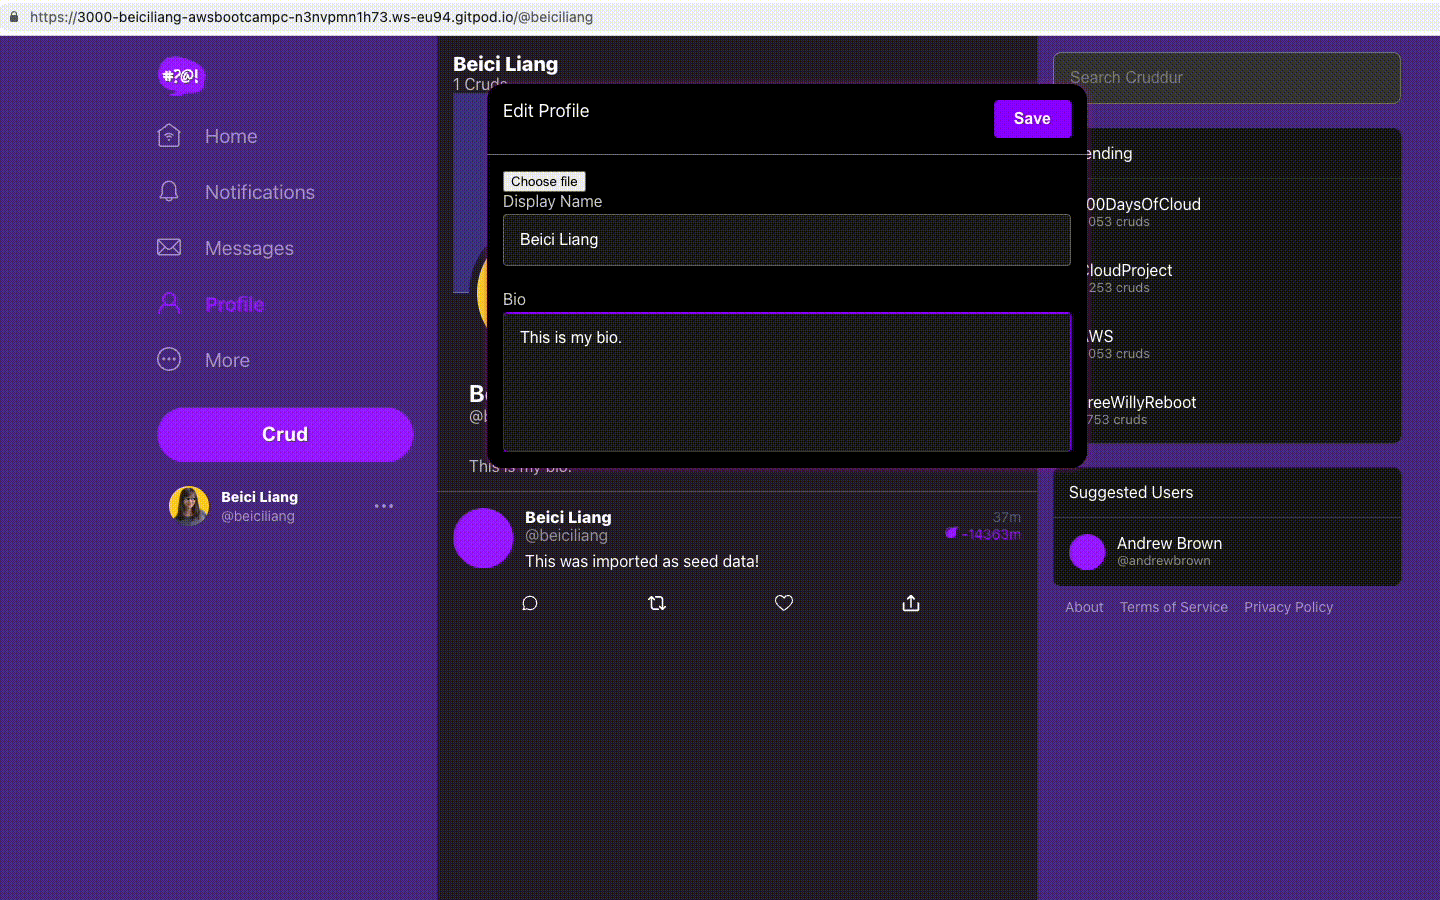 https://3000-beiciliang-awsbootcampc-n3nvpmn1h73.ws-eu94.gitpod.io/@beiciliang
#?@!
Home
Notifications
Messages
Profile
More
Crud
Beici Liang
@beiciliang
Beici Liang
1 Cruds
Edit Profile
Save
Choose file
Display Name
Beici Liang
Bio
This is my bio.
This is my bio.
Beici Liang
@beiciliang
37m
-14363m
This was imported as seed data!
Search Cruddur
ending
00DaysOfCloud
053 cruds
CloudProject
253 cruds
AWS
053 cruds
reeWillyReboot
753 cruds
Suggested Users
Andrew Brown
@andrewbrown
About Terms of Service Privacy Policy